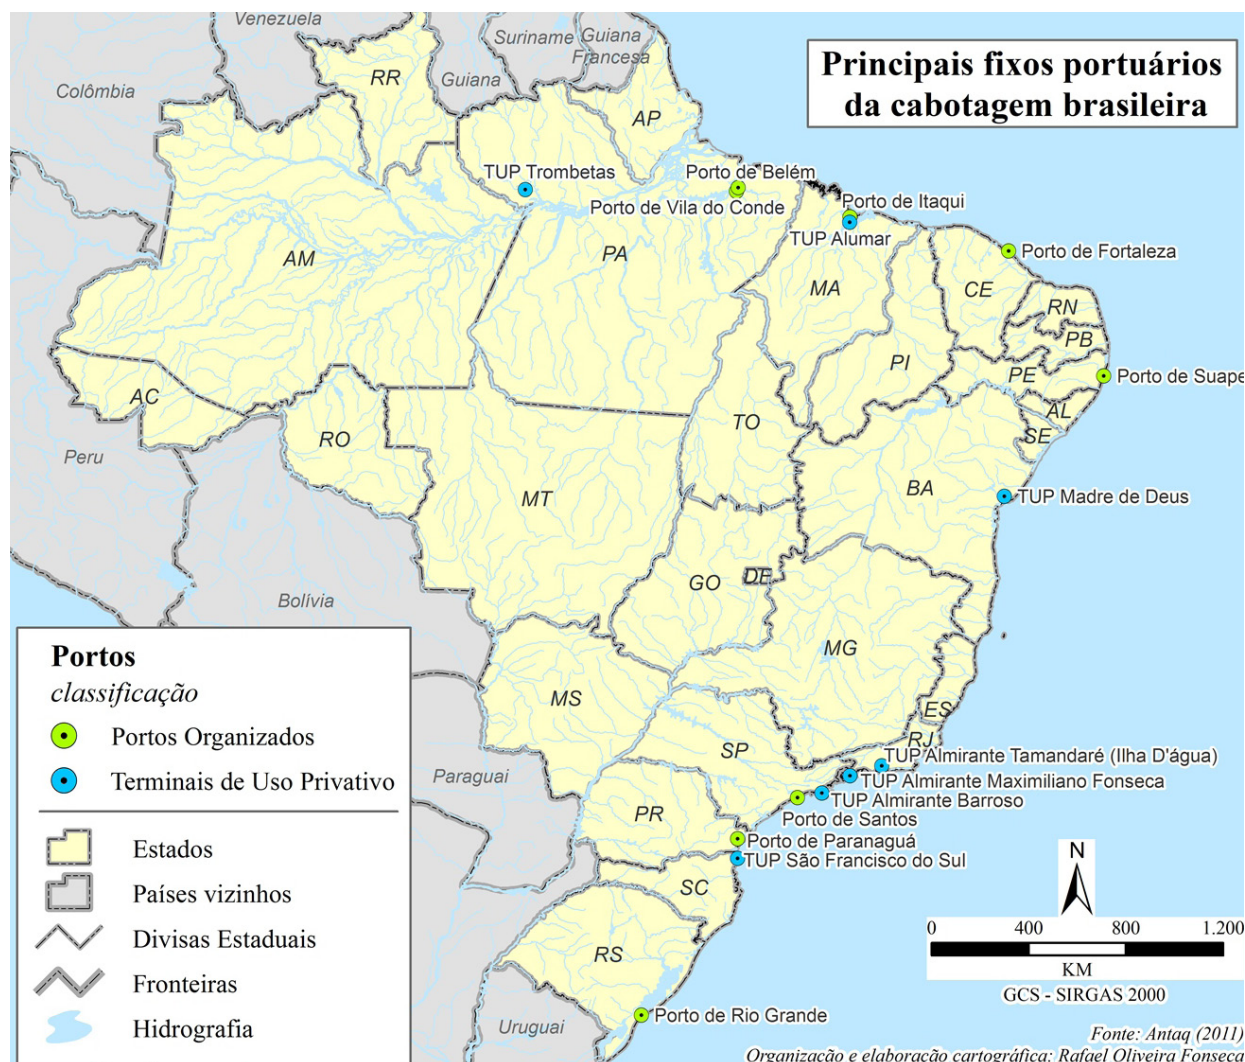 Venezuela
Suriname
Guiana
Francesa
Guiana
Colômbia
Principais fixos portuários
da cabotagem brasileira
RR
AP
TUP Trombetas
Porto de Belém
Porto de Vila do Conde
Porto de Itaqui
TUP Alumar
Porto de Fortaleza
AM
PA
MA
CE
RN
PB
PI
PE
Porto de Suape
AL
SE
AC
RO
TO
Peru
MT
BA
TUP Madre de Deus
GO
DF
Bolívia
MG
MS
ES
RJ
SP
TUP Almirante Tamandaré (Ilha D'água)
TUP Almirante Maximiliano Fonseca
TUP Almirante Barroso
Porto de Santos
Paraguai
PR
Porto de Paranaguá
TUP São Francisco do Sul
SC
RS
Porto de Rio Grande
Uruguai
Portos
classificação
Portos Organizados
Terminais de Uso Privativo
Estados
Países vizinhos
Divisas Estaduais
Fronteiras
Hidrografia
N
0 400 800 1.200
KM
GCS - SIRGAS 2000
Fonte: Antaq (2011)
Organização e elaboração cartográfica: Rafael Oliveira Fonseca